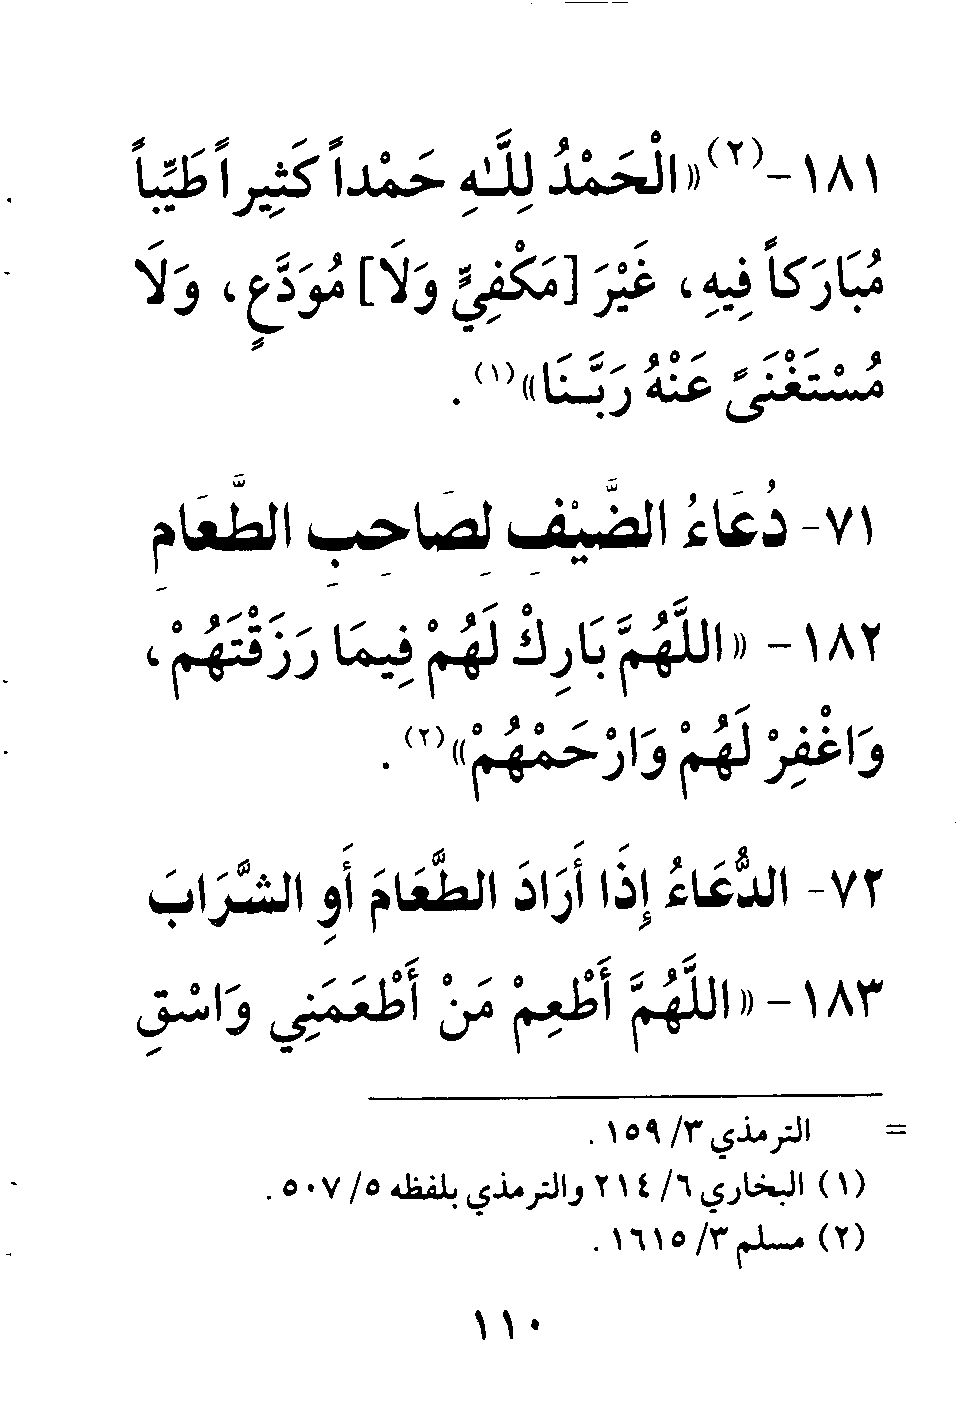 ١٨١-(٢) «الْحَمْدُ لِلَّـهِ حَمْداً كَثِيراً طَيِّباً
مُبَارَكاً فِيهِ، غَيْرَ [مَكْفِيٍّ وَلَا] مُوَدَّعٍ، وَلَا
مُسْتَغْنَىً عَنْهُ رَبَّـنَا»(١).
٧١- دُعَاءُ الضَّيْفِ لِصَاحِبِ الطَّعَامِ
١٨٢- «اللَّهُمَّ بَارِكْ لَهُمْ فِيمَا رَزَقْتَهُمْ،
وَاغْفِرْ لَهُمْ وَارْحَمْهُمْ»(٢).
٧٢- الدُّعَاءُ إِذَا أَرَادَ الطَّعَامَ أَوِ الشَّرَابَ
١٨٣- «اللَّهُمَّ أَطْعِمْ مَنْ أَطْعَمَنِي وَاسْقِ
= الترمذي ٣/ ١٥٩.
(١) البخاري ٦/ ٢١٤ والترمذي بلفظه ٥/ ٥٠٧.
(٢) مسلم ٣/ ١٦١٥.
١١٠